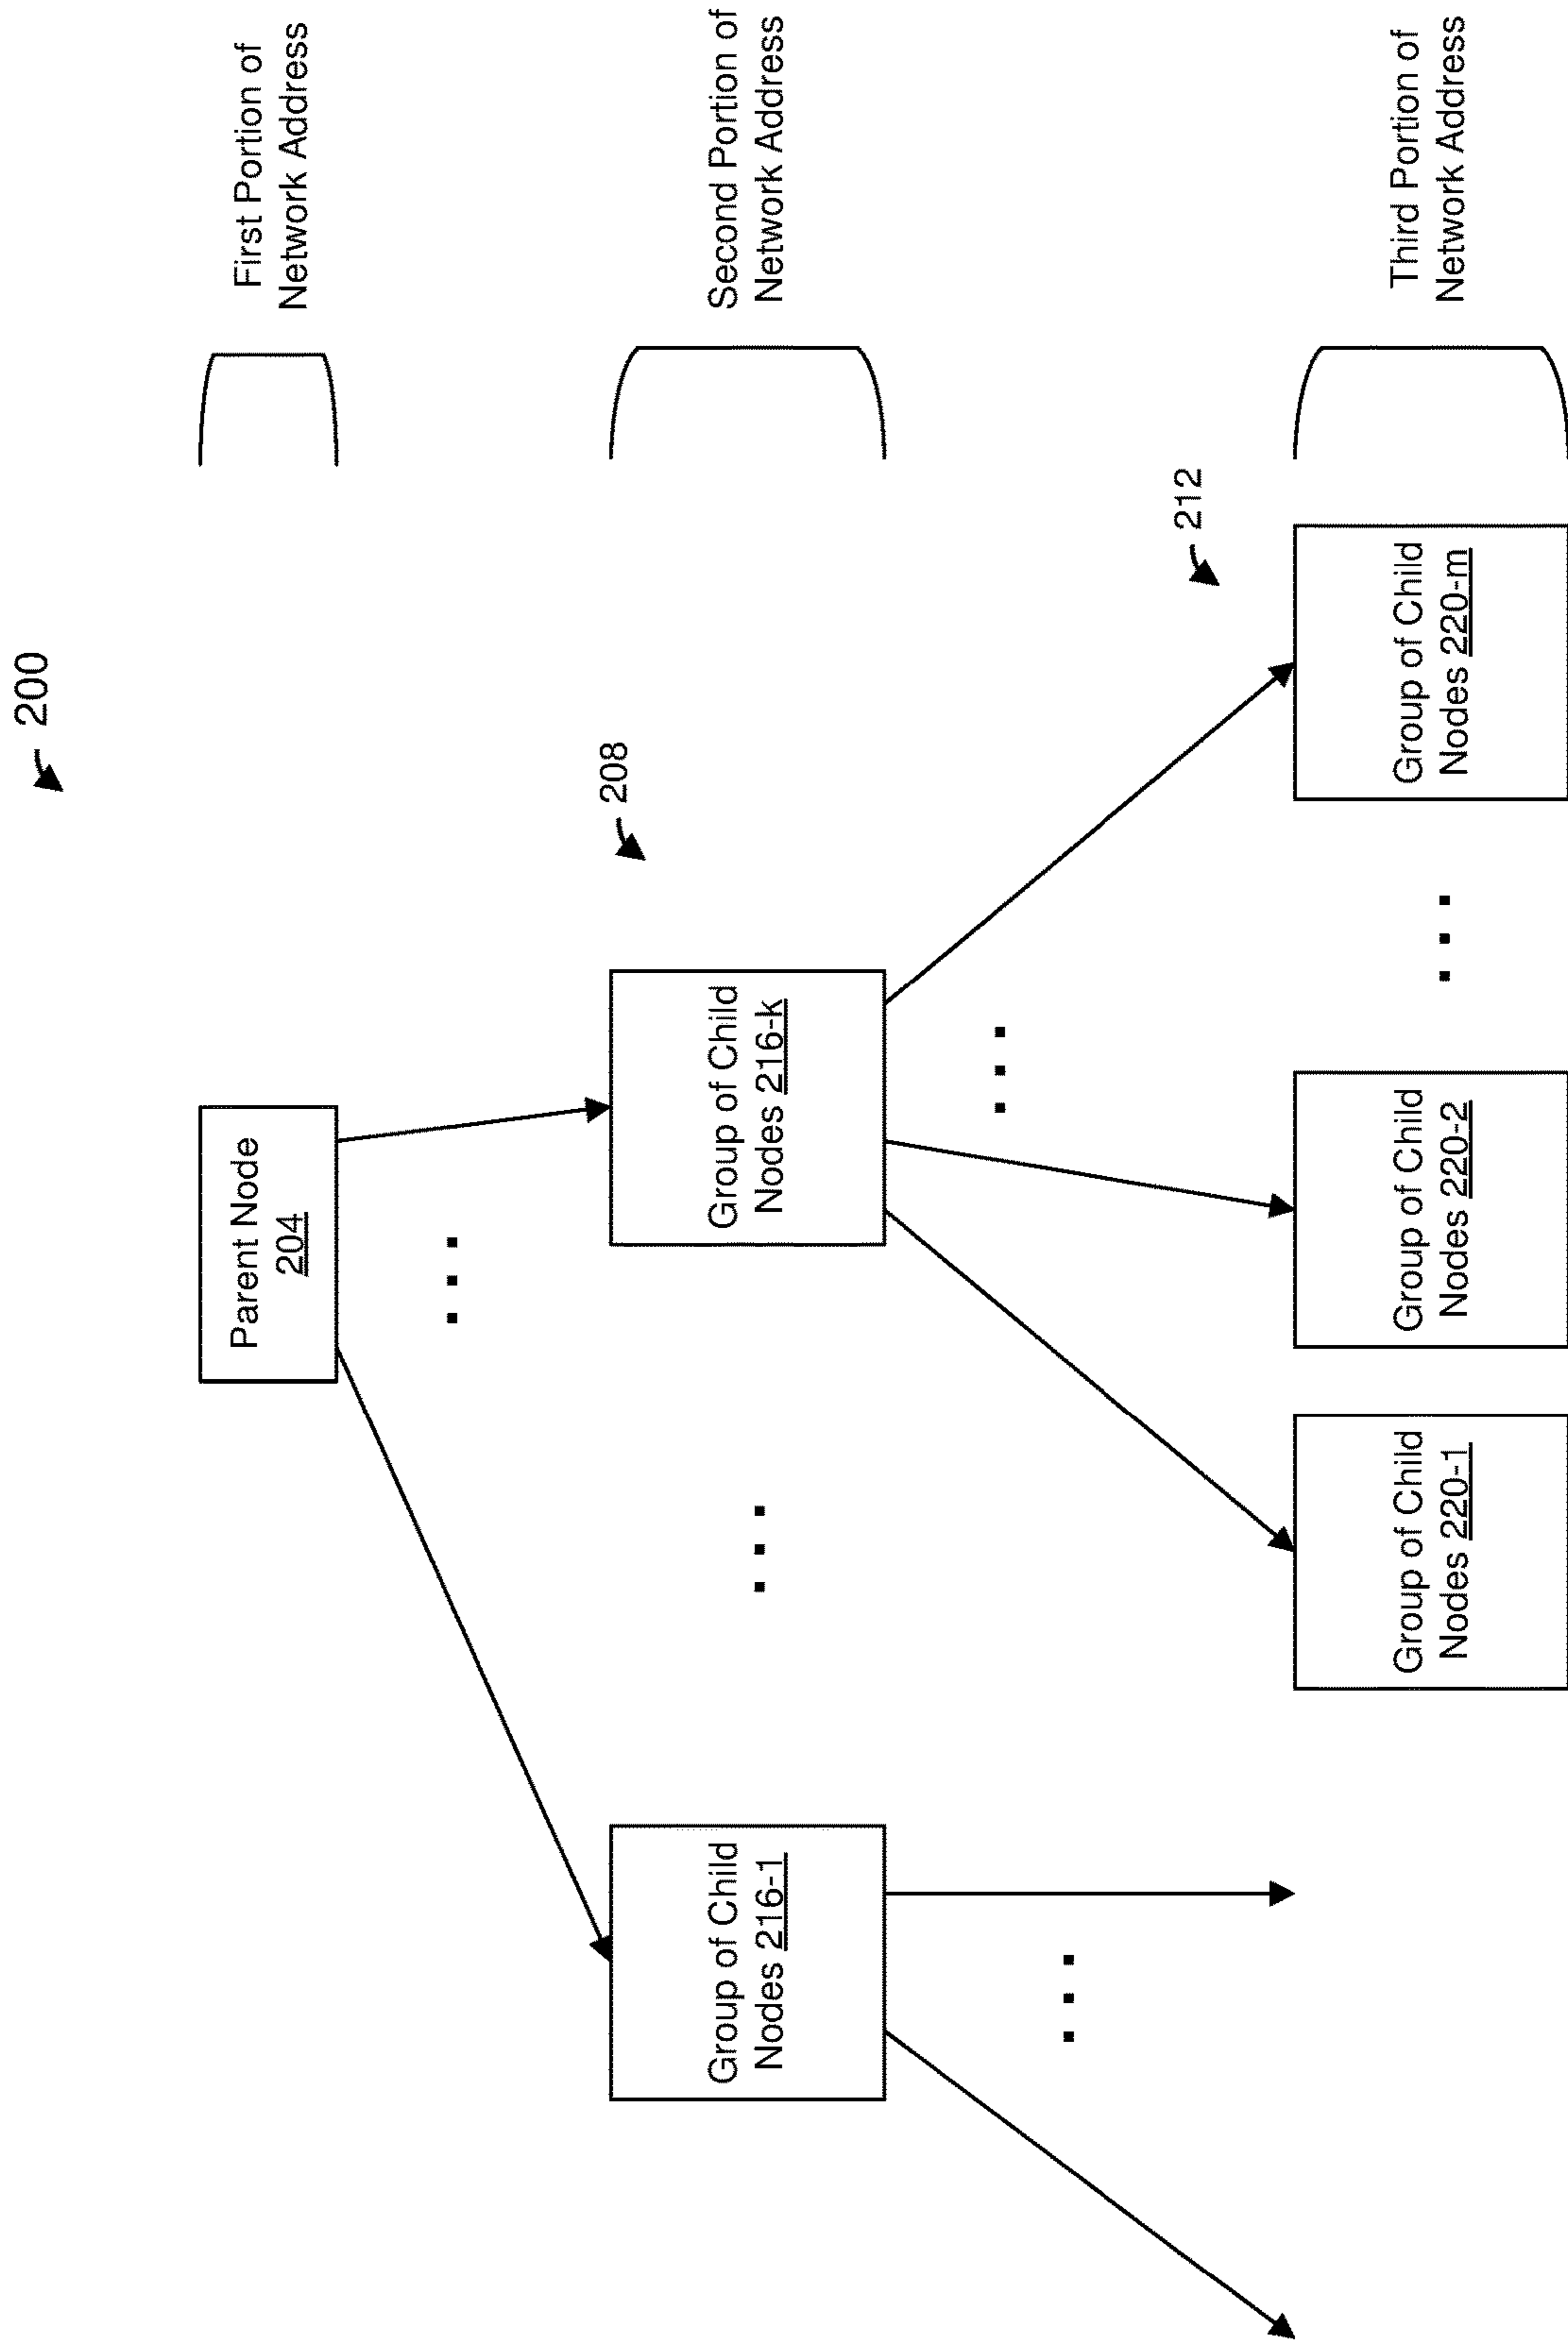 200
Parent Node
204
First Portion of
Network Address
208
Group of Child
Nodes 216-1
. . .
Group of Child
Nodes 216-k
Second Portion of
Network Address
212
Group of Child
Nodes 220-1
Group of Child
Nodes 220-2
. . .
Group of Child
Nodes 220-m
Third Portion of
Network Address